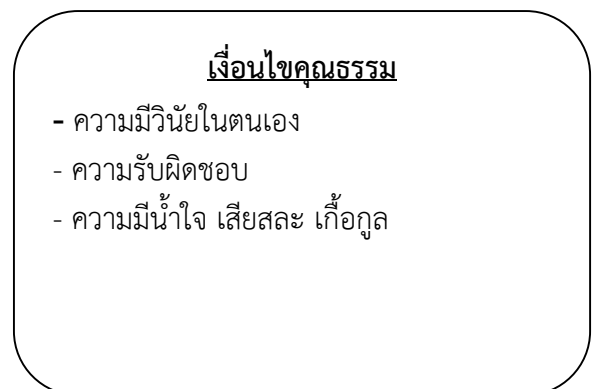 เงื่อนไขคุณธรรม
- ความมีวินัยในตนเอง
- ความรับผิดชอบ
- ความมีน้ำใจ เสียสละ เกื้อกูล